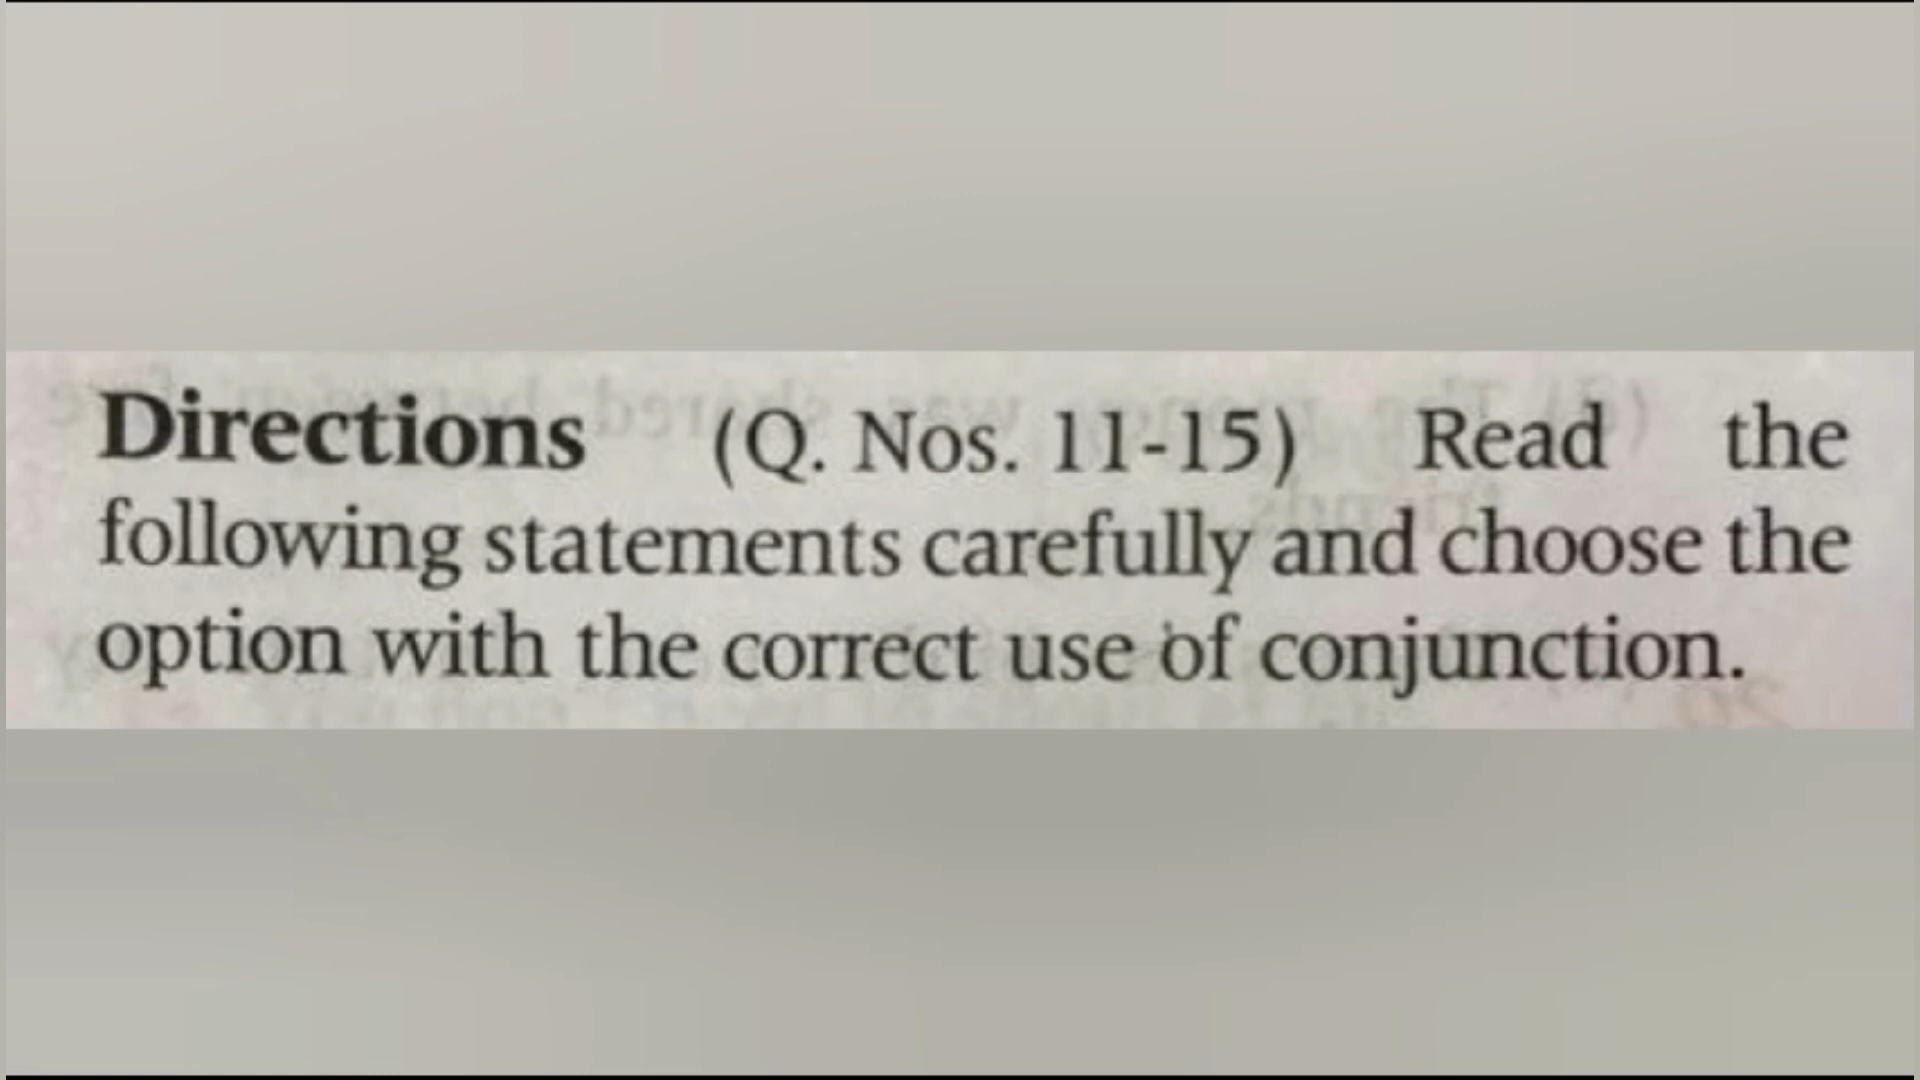 Directions (Q. Nos. 11-15) Read the
following statements carefully and choose the
option with the correct use of conjunction.